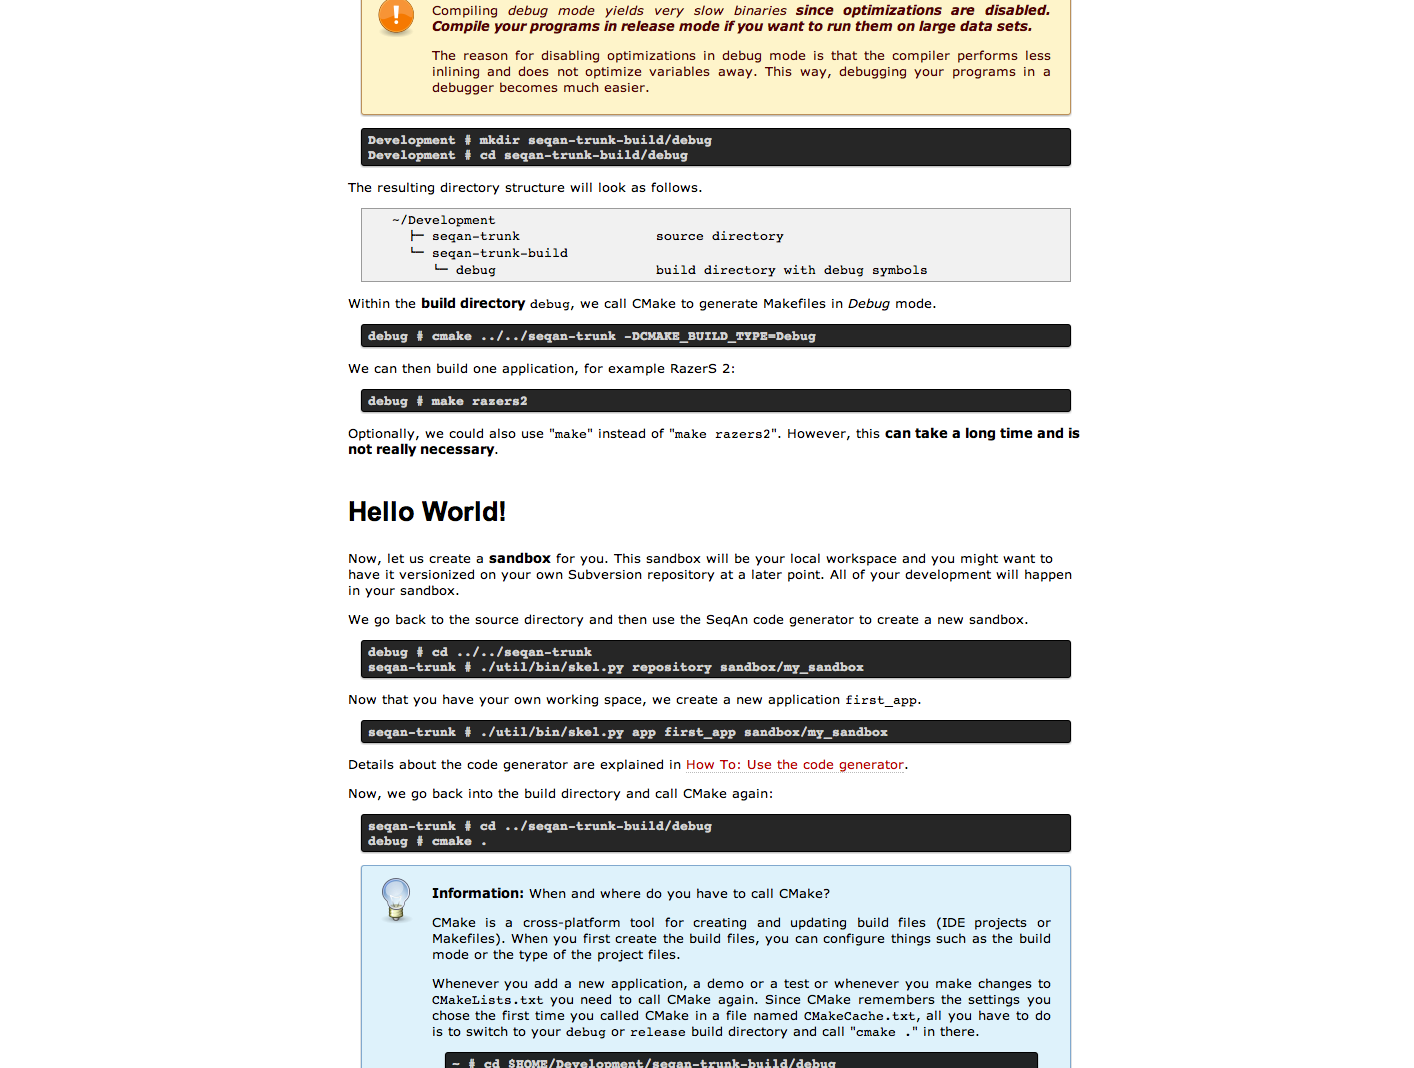 Compiling debug mode yields very slow binaries since optimizations are disabled.
Compile your programs in release mode if you want to run them on large data sets.
The reason for disabling optimizations in debug mode is that the compiler performs less
inlining and does not optimize variables away. This way, debugging your programs in a
debugger becomes much easier.
Development # mkdir seqan-trunk-build/debug
Development # cd seqan-trunk-build/debug
The resulting directory structure will look as follows.
~/Development
├─ seqan-trunk source directory
└─ seqan-trunk-build
└─ debug build directory with debug symbols
Within the build directory debug, we call CMake to generate Makefiles in Debug mode.
debug # cmake ../../seqan-trunk -DCMAKE_BUILD_TYPE=Debug
We can then build one application, for example RazerS 2:
debug # make razers2
Optionally, we could also use "make" instead of "make razers2". However, this can take a long time and is
not really necessary.
Hello World!
Now, let us create a sandbox for you. This sandbox will be your local workspace and you might want to
have it versionized on your own Subversion repository at a later point. All of your development will happen
in your sandbox.
We go back to the source directory and then use the SeqAn code generator to create a new sandbox.
debug # cd ../../seqan-trunk
seqan-trunk # ./util/bin/skel.py repository sandbox/my_sandbox
Now that you have your own working space, we create a new application first_app.
seqan-trunk # ./util/bin/skel.py app first_app sandbox/my_sandbox
Details about the code generator are explained in How To: Use the code generator.
Now, we go back into the build directory and call CMake again:
seqan-trunk # cd ../seqan-trunk-build/debug
debug # cmake .
Information: When and where do you have to call CMake?
CMake is a cross-platform tool for creating and updating build files (IDE projects or
Makefiles). When you first create the build files, you can configure things such as the build
mode or the type of the project files.
Whenever you add a new application, a demo or a test or whenever you make changes to
CMakeLists.txt you need to call CMake again. Since CMake remembers the settings you
chose the first time you called CMake in a file named CMakeCache.txt, all you have to do
is to switch to your debug or release build directory and call "cmake ." in there.
~ # cd $HOME/Development/seqan-trunk-build/debug